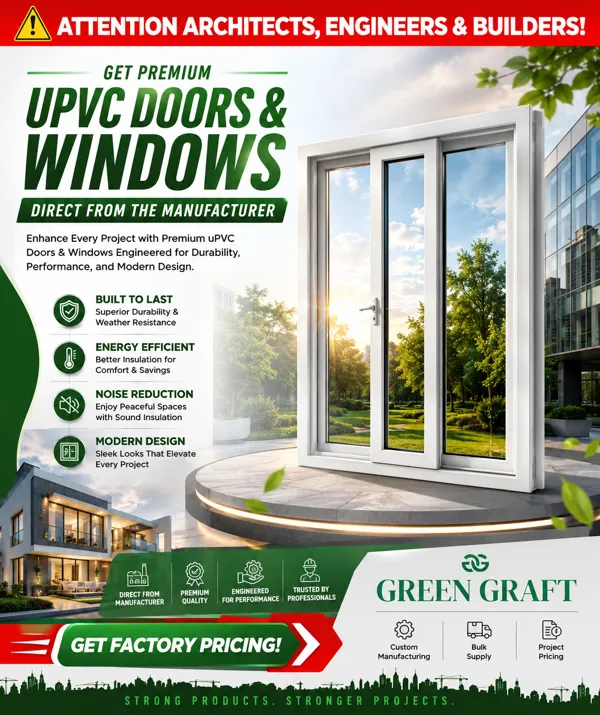 ATTENTION ARCHITECTS, ENGINEERS & BUILDERS!
GET PREMIUM
UPVC DOORS &
WINDOWS
DIRECT FROM THE MANUFACTURER
Enhance Every Project with Premium uPVC
Doors & Windows Engineered for Durability,
Performance, and Modern Design.
BUILT TO LAST
Superior Durability &
Weather Resistance
ENERGY EFFICIENT
Better Insulation for
Comfort & Savings
NOISE REDUCTION
Enjoy Peaceful Spaces
with Sound Insulation
MODERN DESIGN
Sleek Looks That Elevate
Every Project
DIRECT FROM
MANUFACTURER
PREMIUM
QUALITY
ENGINEERED
FOR PERFORMANCE
TRUSTED BY
PROFESSIONALS
GREEN GRAFT
Custom
Manufacturing
Bulk
Supply
Project
Pricing
GET FACTORY PRICING!
STRONG PRODUCTS. STRONGER PROJECTS.